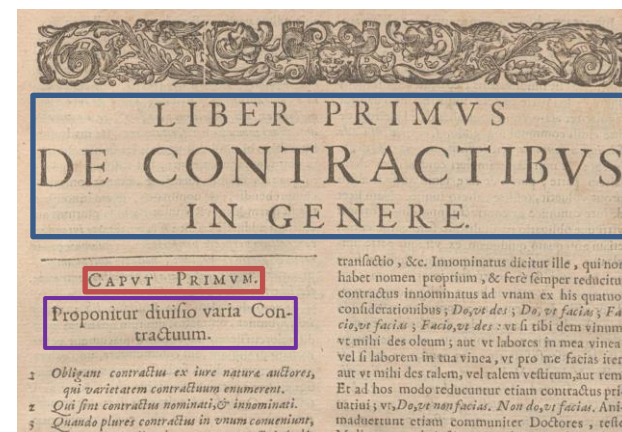 LIBER PRIMVS
DE CONTRACTIBVS
IN GENERE.
CAPVT PRIMVM.
Proponitur diuisio varia Con-
tractuum.
1 Obligant contractus ex iure naturæ auctores,
qui varietatem contractuum enumerent.
2 Qui sint contractus nominati, & innominati.
3 Quando plures contractus in vnum conueniunt,
transactio, &c. Innominatus dicitur ille, qui non
habet nomen proprium, & ferè semper reducitu
contractus innominatus ad vnam ex his quatuo
considerationibus; Do, vt des; Do, vt facias; Fa
cio, vt facias; Facio, vt des: vt si tibi dem vinum
vt mihi des oleum; aut vt labores in mea vinea
vel si laborem in tua vinea, vt pro me facias iter
aut vt mihi des talem, vel talem vestitum, aut rem
Et ad hos modo reducuntur etiam contractus pri
uatiui; vt, Do, vt non facias. Non do, vt facias. Ani-
maduertunt etiam communiter Doctores, teste